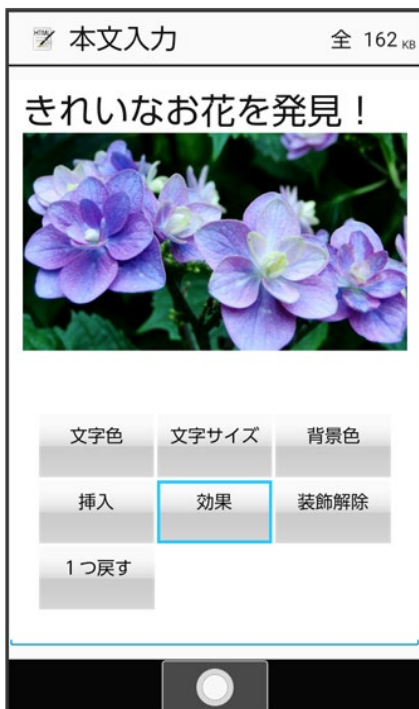 本文入力 全 162 KB
きれいなお花を発見！
文字色 文字サイズ 背景色
挿入 効果 装飾解除
1つ戻す